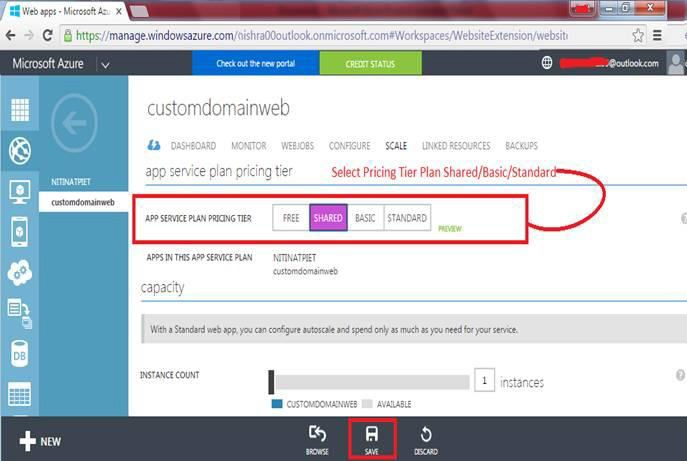 Web apps - Microsoft Azu
https://manage.windowsazure.com/nishra00outlook.onmicrosoft.com#Workspaces/WebsiteExtension/website
Microsoft Azure
Check out the new portal
CREDIT STATUS
@outlook.com
customdomainweb
DASHBOARD MONITOR WEBJOBS CONFIGURE SCALE LINKED RESOURCES BACKUPS
app service plan pricing tier
Select Pricing Tier Plan Shared/Basic/Standard
NITINATPIET
customdomainweb
APP SERVICE PLAN PRICING TIER
FREE SHARED BASIC STANDARD
PREVIEW
APPS IN THIS APP SERVICE PLAN
NITINATPIET
customdomainweb
capacity
With a Standard web app, you can configure autoscale and spend only as much as you need for your service.
INSTANCE COUNT
1 instances
CUSTOMDOMAINWEB AVAILABLE
DB
NEW
BROWSE
SAVE
DISCARD